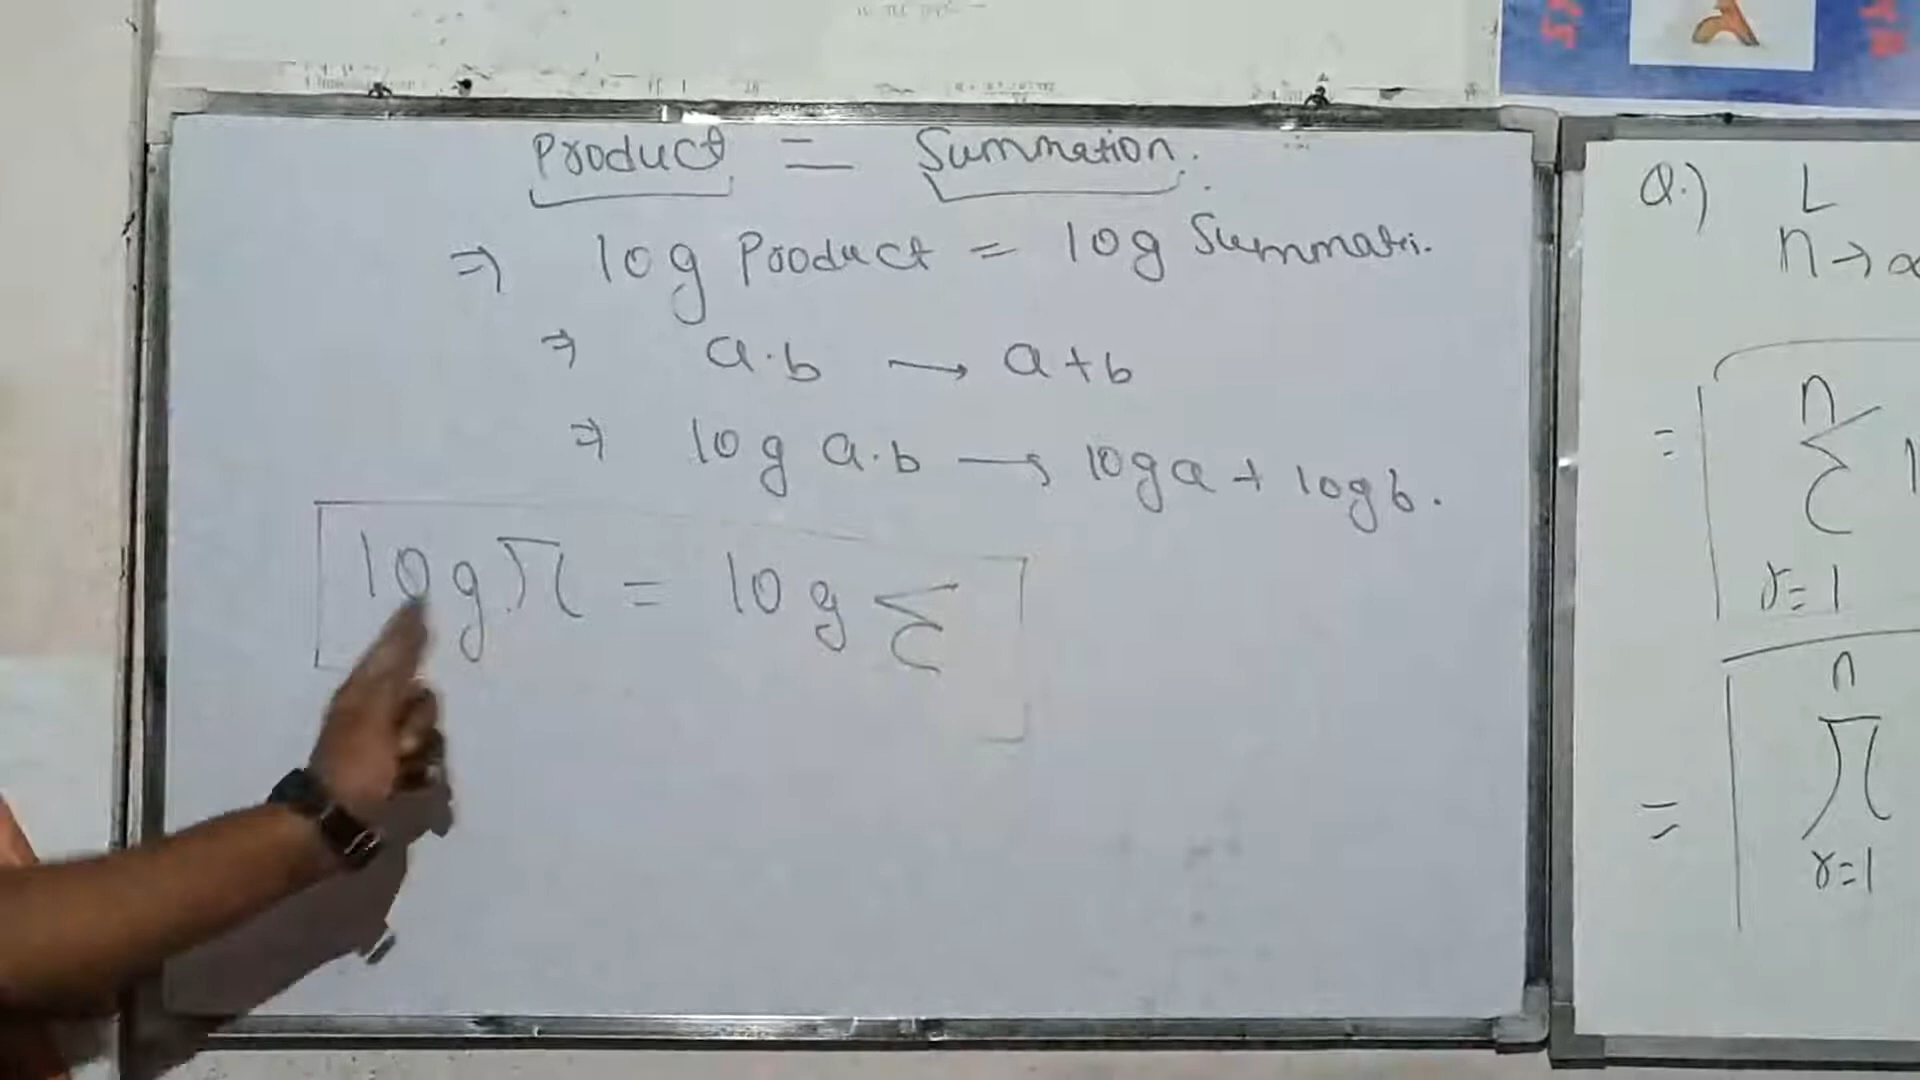 Product = Summation.
⇒ log Product = log Summati.
⇒ a.b → a+b
⇒ log a.b → log a + log b.
log π = log Σ
Q.) L
n→∞
= n
Σ
r=1
n
= π
r=1